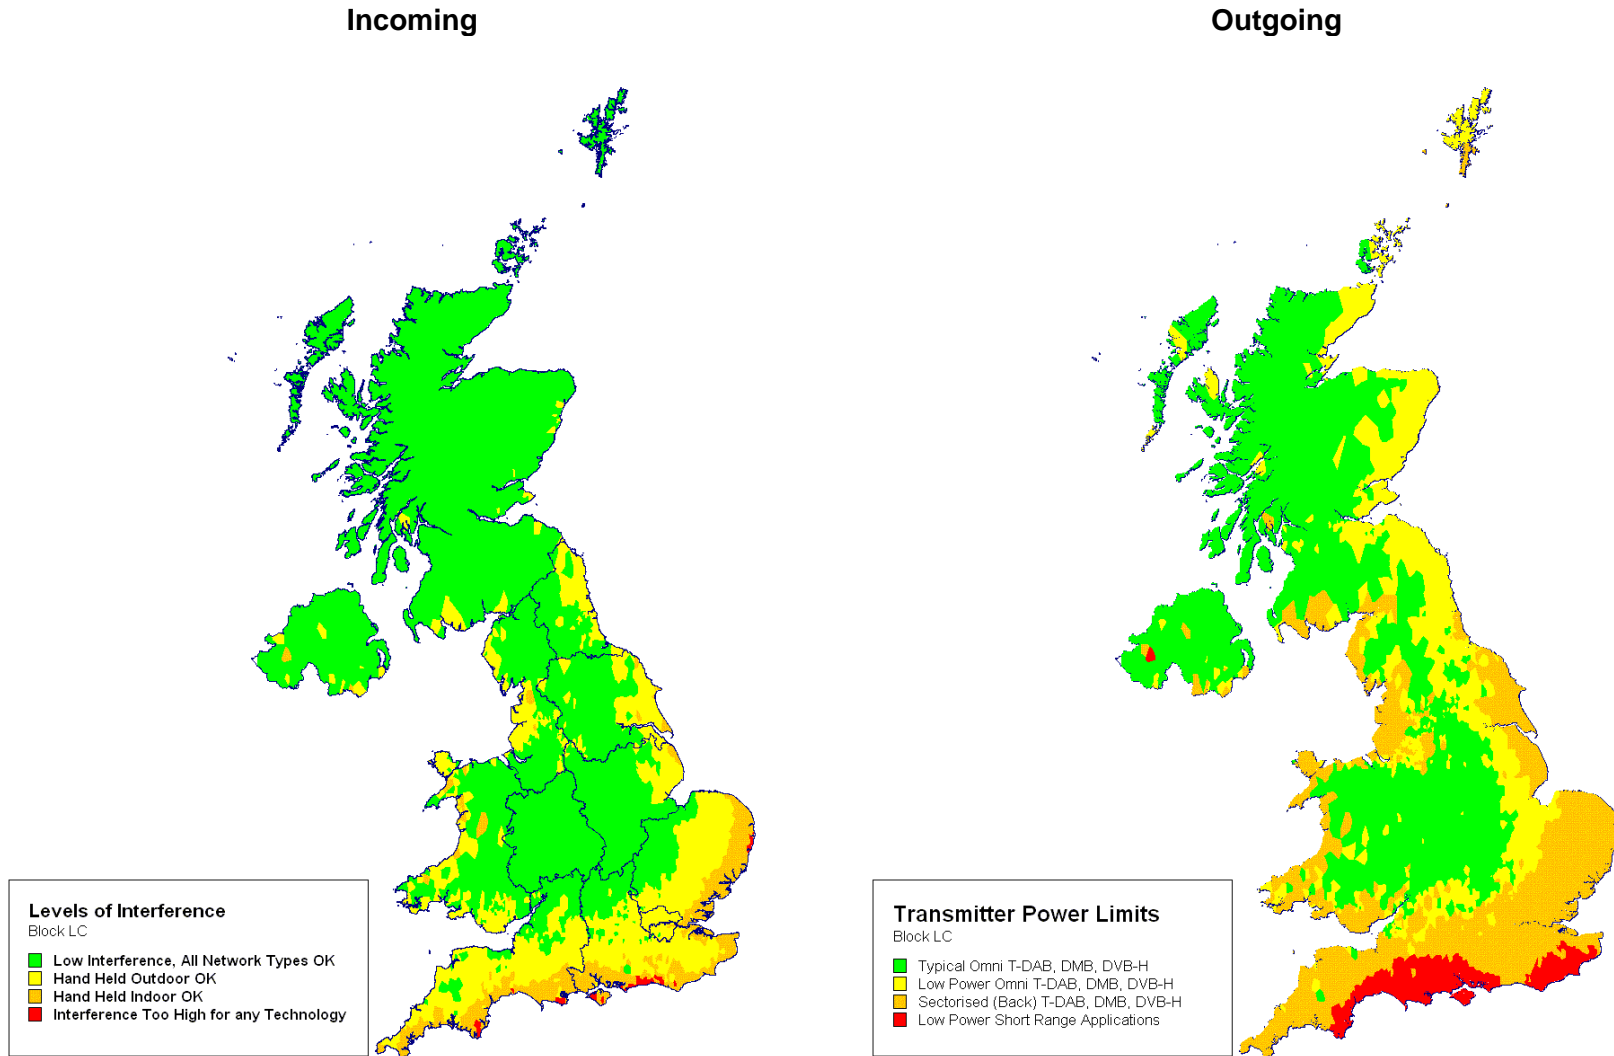 Incoming
Outgoing
Levels of Interference
Block LC
Low Interference, All Network Types OK
Hand Held Outdoor OK
Hand Held Indoor OK
Interference Too High for any Technology
Transmitter Power Limits
Block LC
Typical Omni T-DAB, DMB, DVB-H
Low Power Omni T-DAB, DMB, DVB-H
Sectorised (Back) T-DAB, DMB, DVB-H
Low Power Short Range Applications